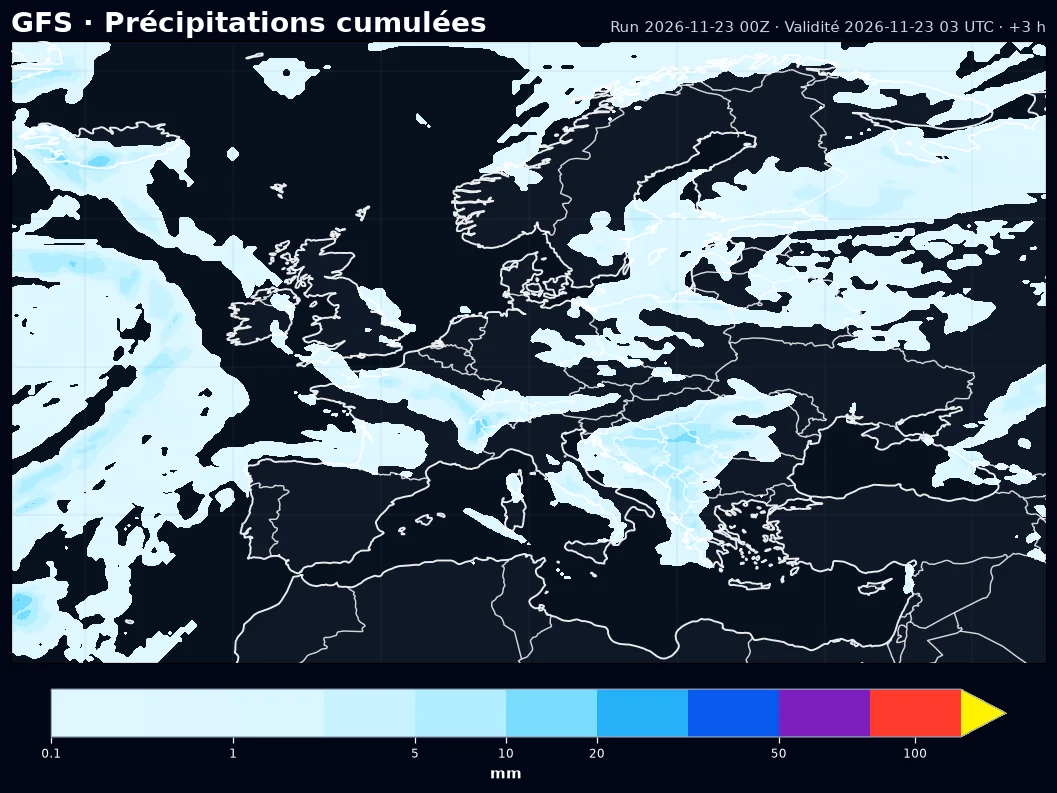 GFS · Précipitations cumulées
Run 2026-11-23 00Z · Validité 2026-11-23 03 UTC · +3 h
0.1 1 5 10 20 50 100
mm